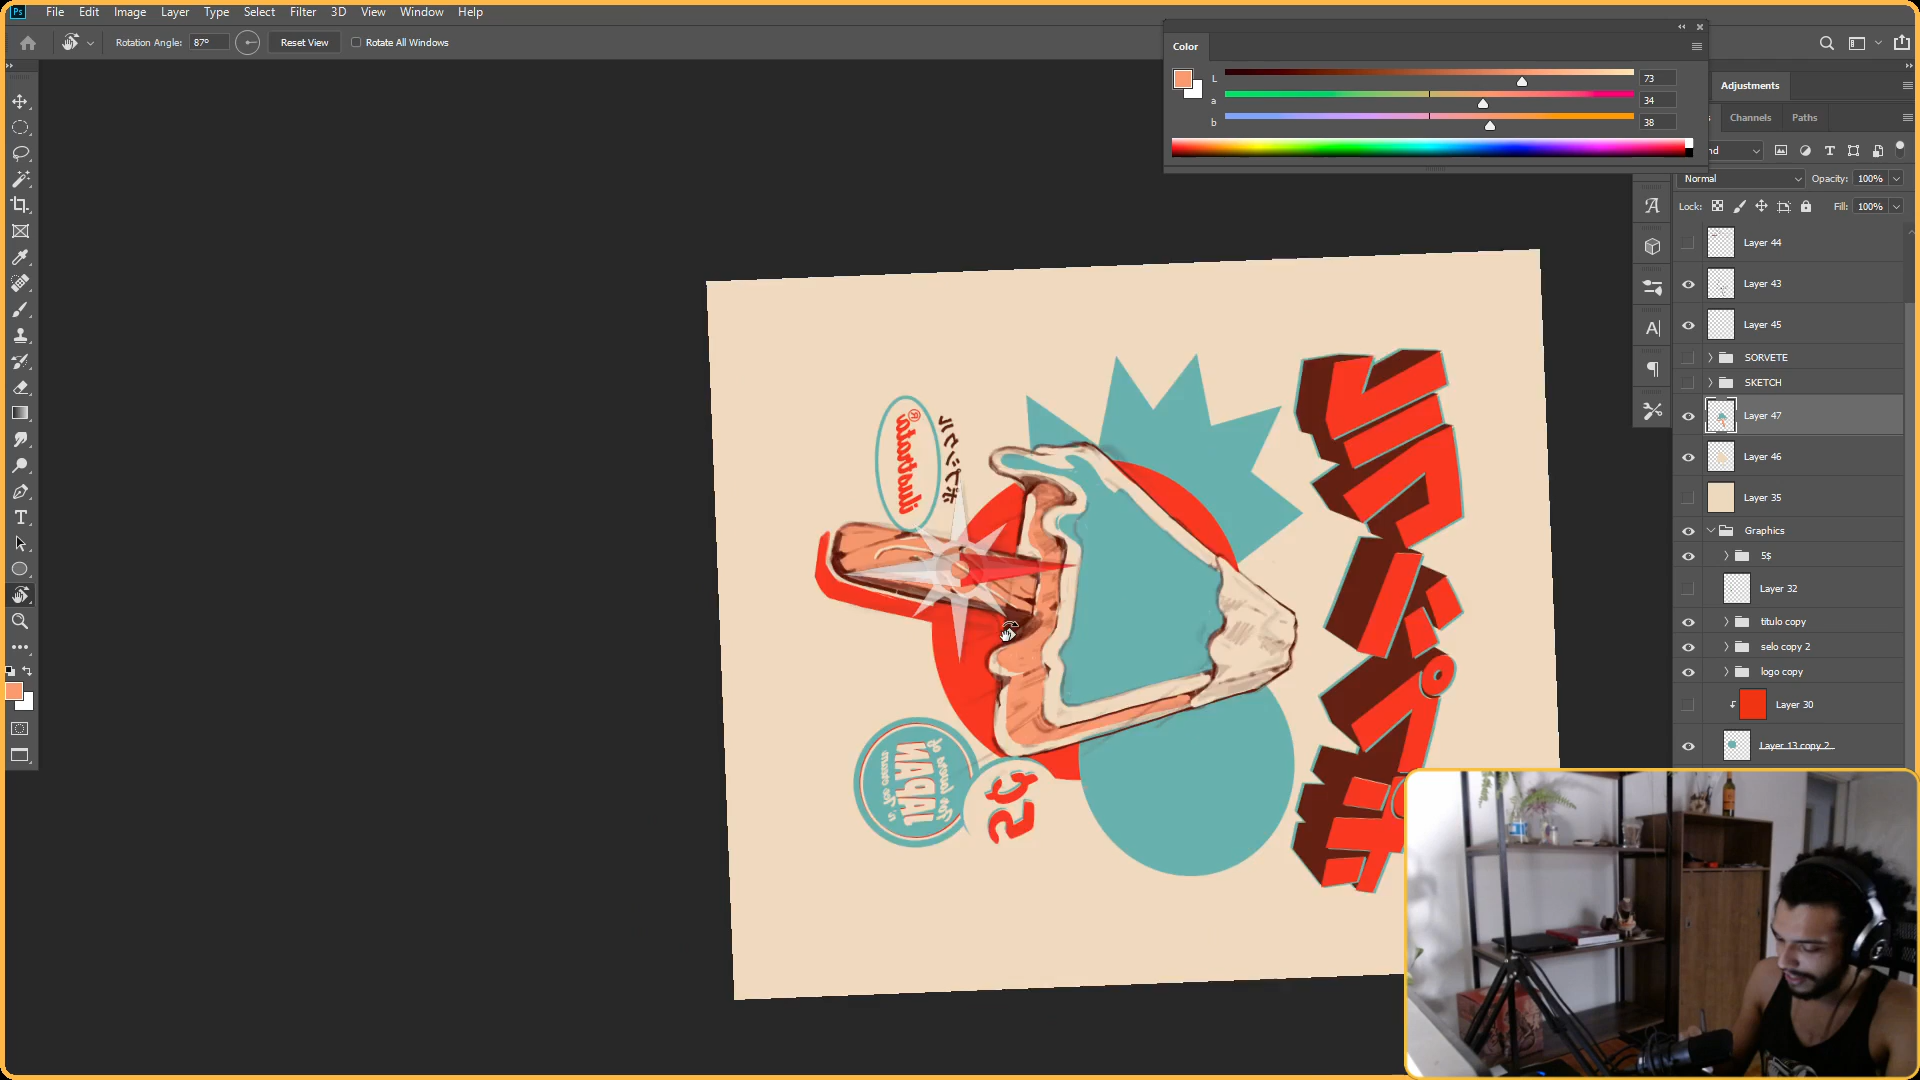 Ps File Edit Image Layer Type Select Filter 3D View Window Help
Rotation Angle: 87° Reset View Rotate All Windows
Color
L 73
a 34
b 38
Adjustments
Channels Paths
nd
Normal Opacity: 100%
Lock: Fill: 100%
Layer 44
Layer 43
Layer 45
SORVETE
SKETCH
Layer 47
Layer 46
Layer 35
Graphics
5$
Layer 32
titulo copy
selo copy 2
logo copy
Layer 30
Layer 13 copy 2
JAPAN